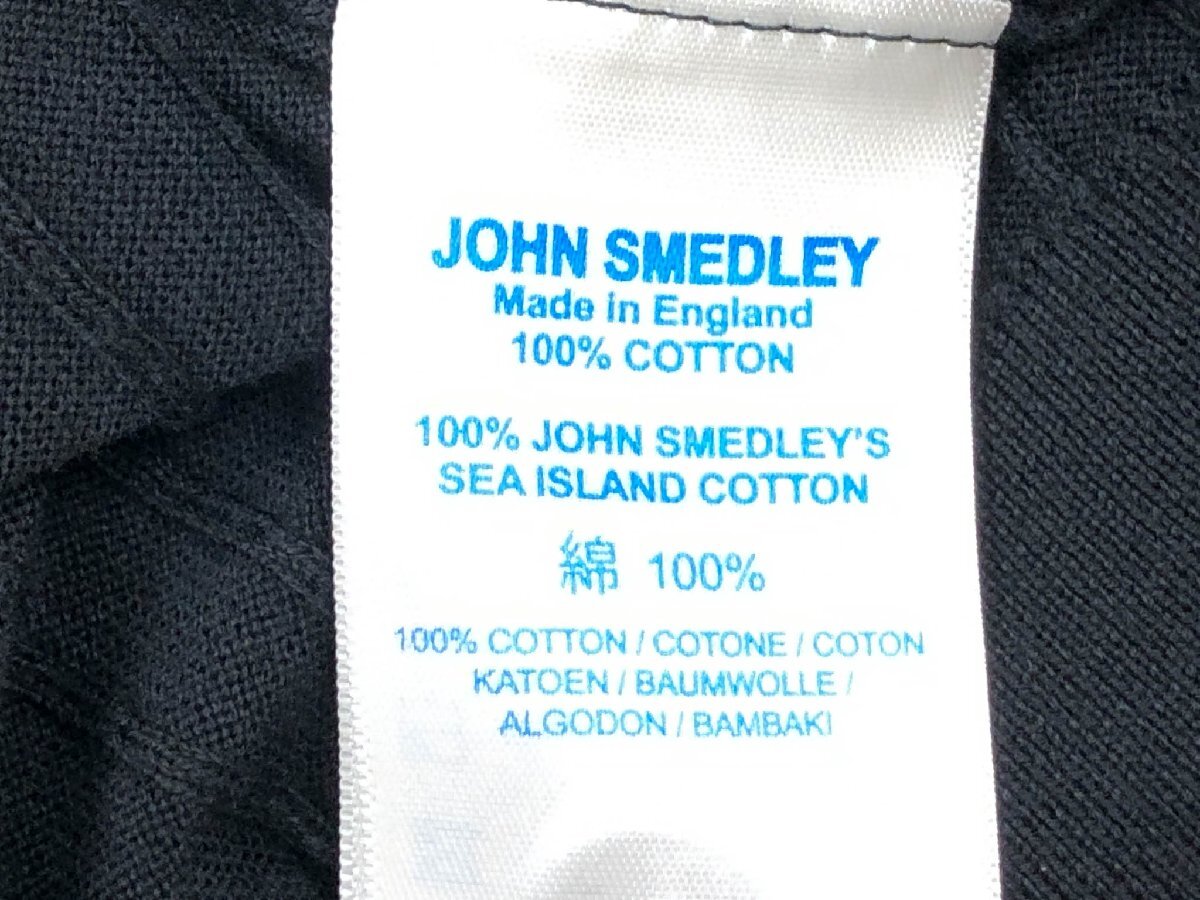 JOHN SMEDLEY
Made in England
100% COTTON
100% JOHN SMEDLEY'S
SEA ISLAND COTTON
綿 100%
100% COTTON / COTONE / COTON
KATOEN / BAUMWOLLE /
ALGODON / BAMBAKI